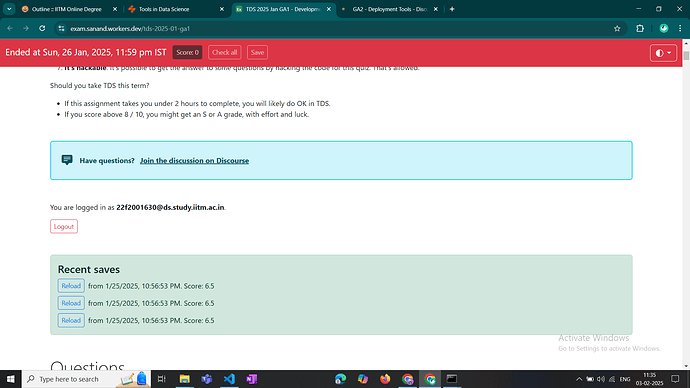 Outline :: IITM Online Degree
Tools in Data Science
TDS 2025 Jan GA1 - Developme
GA2 - Deployment Tools - Disc
exam.sanand.workers.dev/tds-2025-01-ga1
Ended at Sun, 26 Jan, 2025, 11:59 pm IST
Score: 0
Check all
Save
7. It's hackable. It's possible to get the answer to some questions by hacking the code for this quiz. That's allowed.
Should you take TDS this term?
• If this assignment takes you under 2 hours to complete, you will likely do OK in TDS.
• If you score above 8 / 10, you might get an S or A grade, with effort and luck.
Have questions? Join the discussion on Discourse
You are logged in as 22f2001630@ds.study.iitm.ac.in.
Logout
Recent saves
Reload from 1/25/2025, 10:56:53 PM. Score: 6.5
Reload from 1/25/2025, 10:56:53 PM. Score: 6.5
Reload from 1/25/2025, 10:56:53 PM. Score: 6.5
Activate Windows
Go to Settings to activate Windows.
Questions
Type here to search
ENG
11:35
03-02-2025